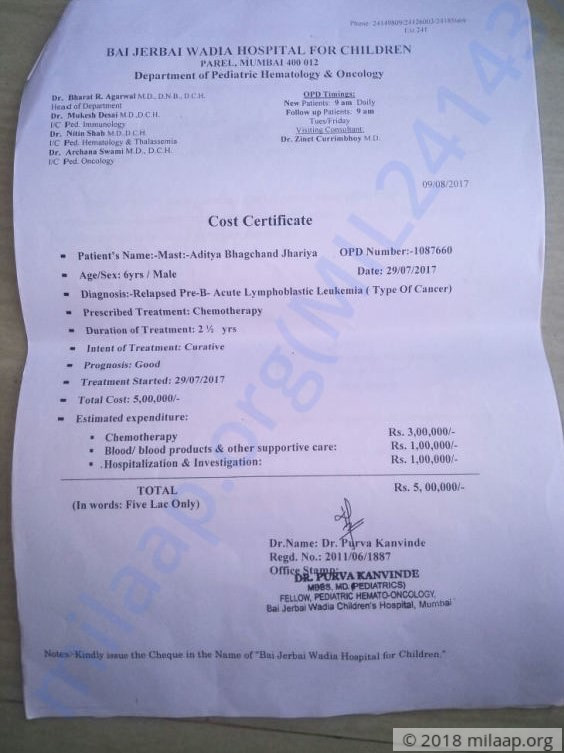 Phone: 24149809/24126003/
Ext 241
BAI JERBAI WADIA HOSPITAL FOR CHILDREN
PAREL, MUMBAI 400 012
Department of Pediatric Hematology & Oncology
Dr. Bharat R. Agarwal M.D., D.N.B., D.C.H.
Head of Department
Dr. Mukesh Desai M.D.,D.C.H.
I/C Ped. Immunology
Dr. Nitin Shah M.D.,D.C.H.
I/C Ped. Hematology & Thalassemia
Dr. Archana Swami M.D., D.C.H.
I/C Ped. Oncology
OPD Timings:
New Patients: 9 am Daily
Follow up Patients: 9 am
Tues/Friday
Visiting Consultant:
Dr. Zinet Currimbhoy M.D.
09/08/2017
Cost Certificate
Patient's Name:-Mast:-Aditya Bhagchand Jhariya OPD Number:-1087660
Age/Sex: 6yrs / Male Date: 29/07/2017
Diagnosis:-Relapsed Pre-B- Acute Lymphoblastic Leukemia ( Type Of Cancer)
Prescribed Treatment: Chemotherapy
Duration of Treatment: 2 ½ yrs
Intent of Treatment: Curative
Prognosis: Good
Treatment Started: 29/07/2017
Total Cost: 5,00,000/-
Estimated expenditure:
Chemotherapy Rs. 3,00,000/-
Blood/ blood products & other supportive care: Rs. 1,00,000/-
.Hospitalization & Investigation: Rs. 1,00,000/-
TOTAL Rs. 5, 00,000/-
(In words: Five Lac Only)
Dr.Name: Dr. Purva Kanvinde
Regd. No.: 2011/06/1887
Office Stamp:
DR. PURVA KANVINDE
MBBS, MD. (PEDIATRICS)
FELLOW, PEDIATRIC HEMATO-ONCOLOGY,
Bai Jerbai Wadia Children's Hospital, Mumbai
Notes:-Kindly issue the Cheque in the Name of "Bai Jerbai Wadia Hospital for Children."
milaap.org(MIL24143
© 2018 milaap.org